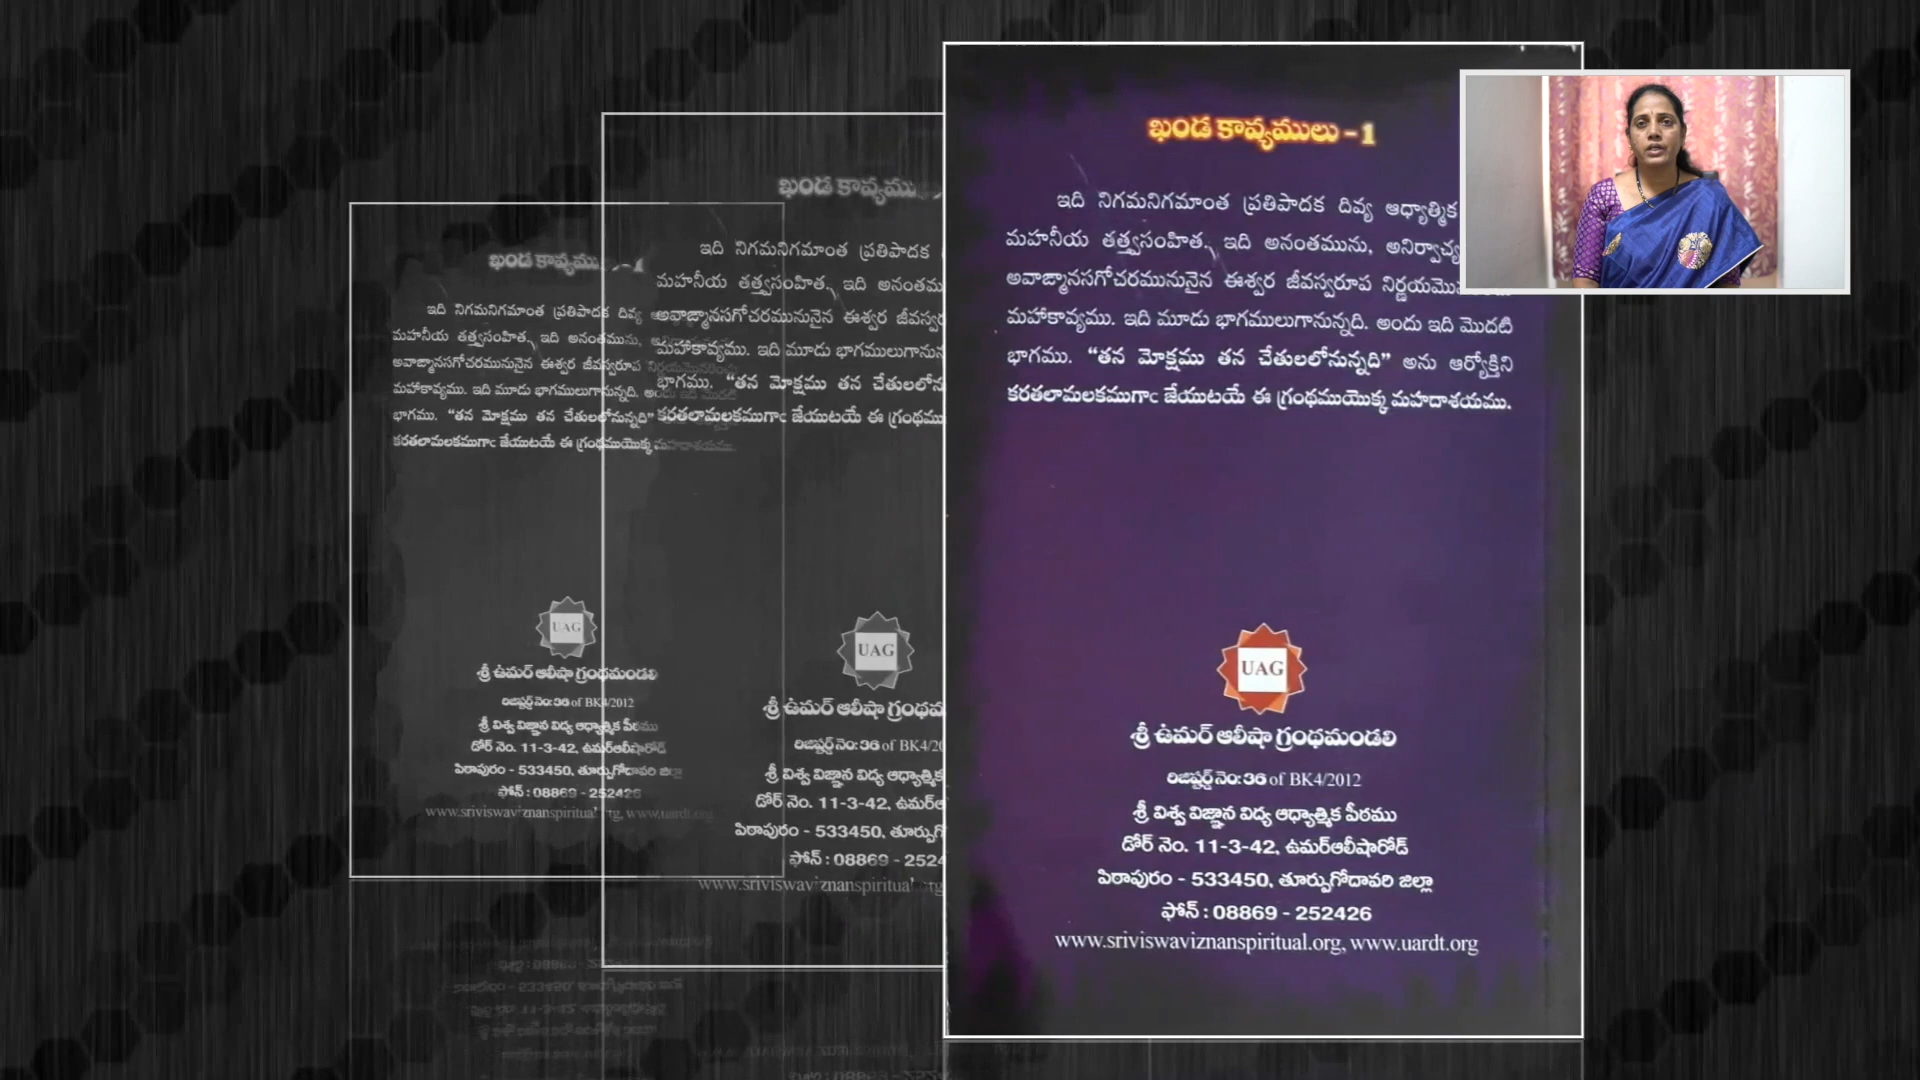 ఖండ కావ్యములు - 1
ఇది నిగమనిగమాంత ప్రతిపాదక దివ్య ఆధ్యాత్మిక
మహనీయ తత్త్వసంహిత. ఇది అనంతమును, అనిర్వాచ్య
అవాఙ్మానసగోచరమునునైన ఈశ్వర జీవస్వరూప
మహాకావ్యము. ఇది మూడు భాగములుగానున్నది. అందు ఇది మొదటి
భాగము. “తన మోక్షము తన చేతులలోనున్నది” అను ఆర్యోక్తిని
కరతలామలకముగాఁ జేయుటయే ఈ గ్రంథముయొక్క మహదాశయము.
UAG
శ్రీ ఉమర్ ఆలీషా గ్రంథమండలి
రిజిష్టర్డ్ నెం: 36 of BK4/2012
శ్రీ విశ్వ విజ్ఞాన విద్య ఆధ్యాత్మిక పీఠము
డోర్ నెం. 11-3-42, ఉమర్ఆలీషారోడ్
పిఠాపురం - 533450, తూర్పుగోదావరి జిల్లా
ఫోన్ : 08869 - 252426
www.sriviswaviznanspiritual.org, www.uardt.org